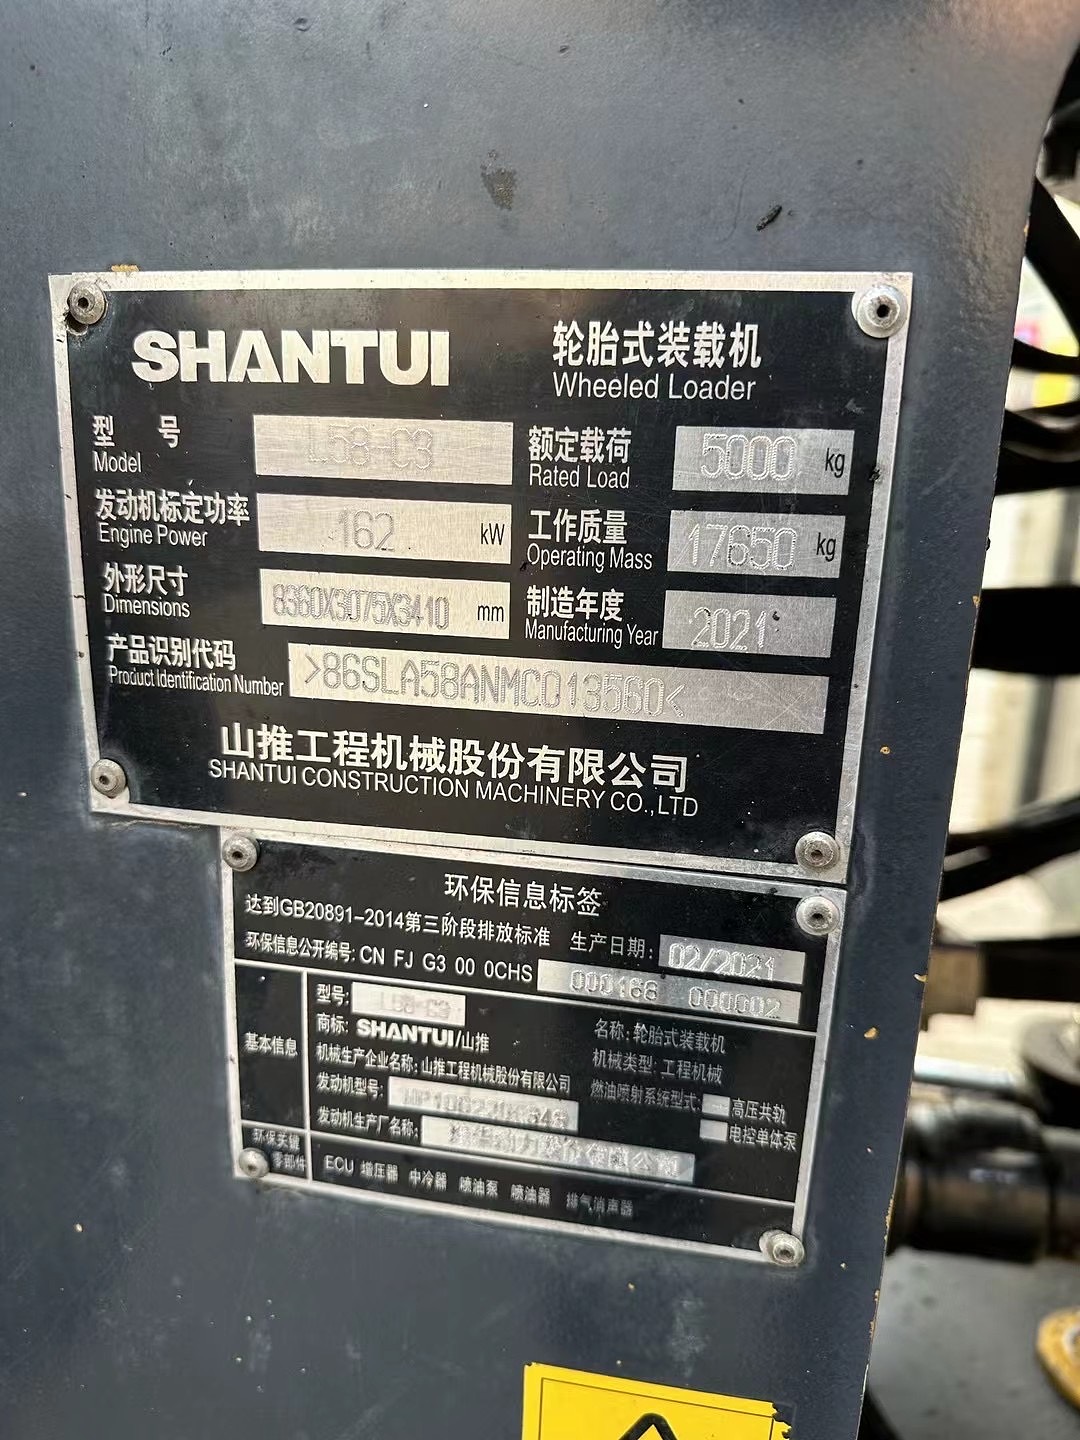 SHANTUI
轮胎式装载机
Wheeled Loader
型 号 L58-C3
Model
额定载荷 5000 kg
Rated Load
发动机标定功率 162 kW
Engine Power
工作质量 17650 kg
Operating Mass
外形尺寸 8360X3075X3410 mm
Dimensions
制造年度 2021
Manufacturing Year
产品识别代码 >86SLA58ANMC013560<
Product Identification Number
山推工程机械股份有限公司
SHANTUI CONSTRUCTION MACHINERY CO.,LTD
环保信息标签
达到GB20891-2014第三阶段排放标准 生产日期: 02/2021
环保信息公开编号: CN FJ G3 00 0CHS 000168 000002
基本信息
型号: L58-C3
名称: 轮胎式装载机
商标: SHANTUI/山推
机械类型: 工程机械
机械生产企业名称: 山推工程机械股份有限公司
燃油喷射系统型式: 高压共轨
电控单体泵
发动机型号:
发动机生产厂名称:
环保关键
零部件
ECU 增压器 中冷器 喷油泵 喷油器 排气消声器